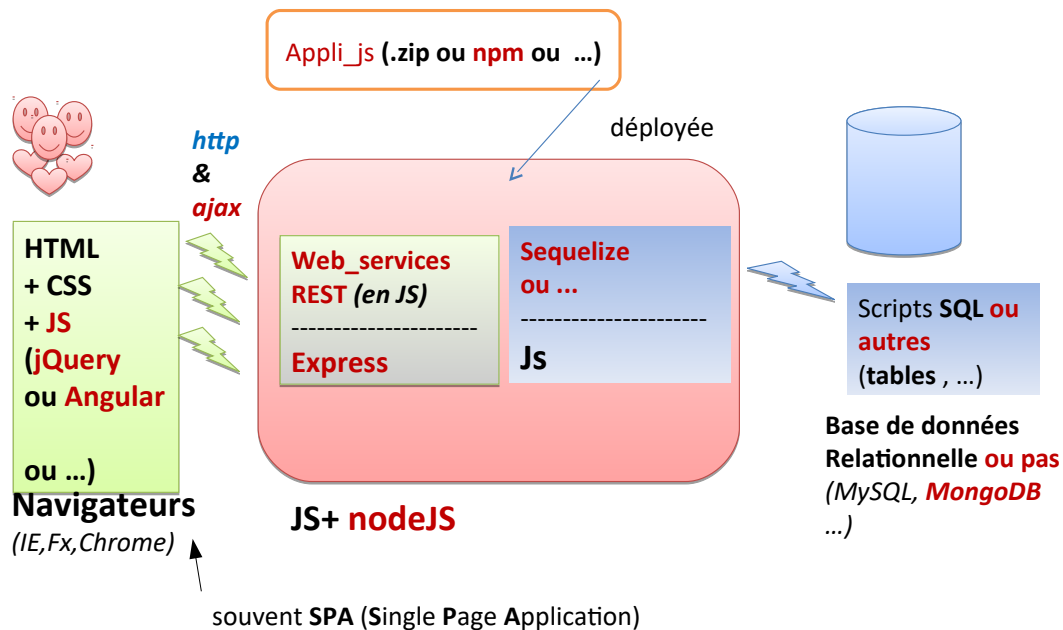 Appli_js (.zip ou npm ou …)
déployée
http
&
ajax
HTML
+ CSS
+ JS
(jQuery
ou Angular
ou …)
Navigateurs
(IE,Fx,Chrome)
Web_services
REST (en JS)
----------------------
Express
Sequelize
ou ...
----------------------
Js
JS+ nodeJS
Scripts SQL ou
autres
(tables , …)
Base de données
Relationnelle ou pas
(MySQL, MongoDB
…)
souvent SPA (Single Page Application)